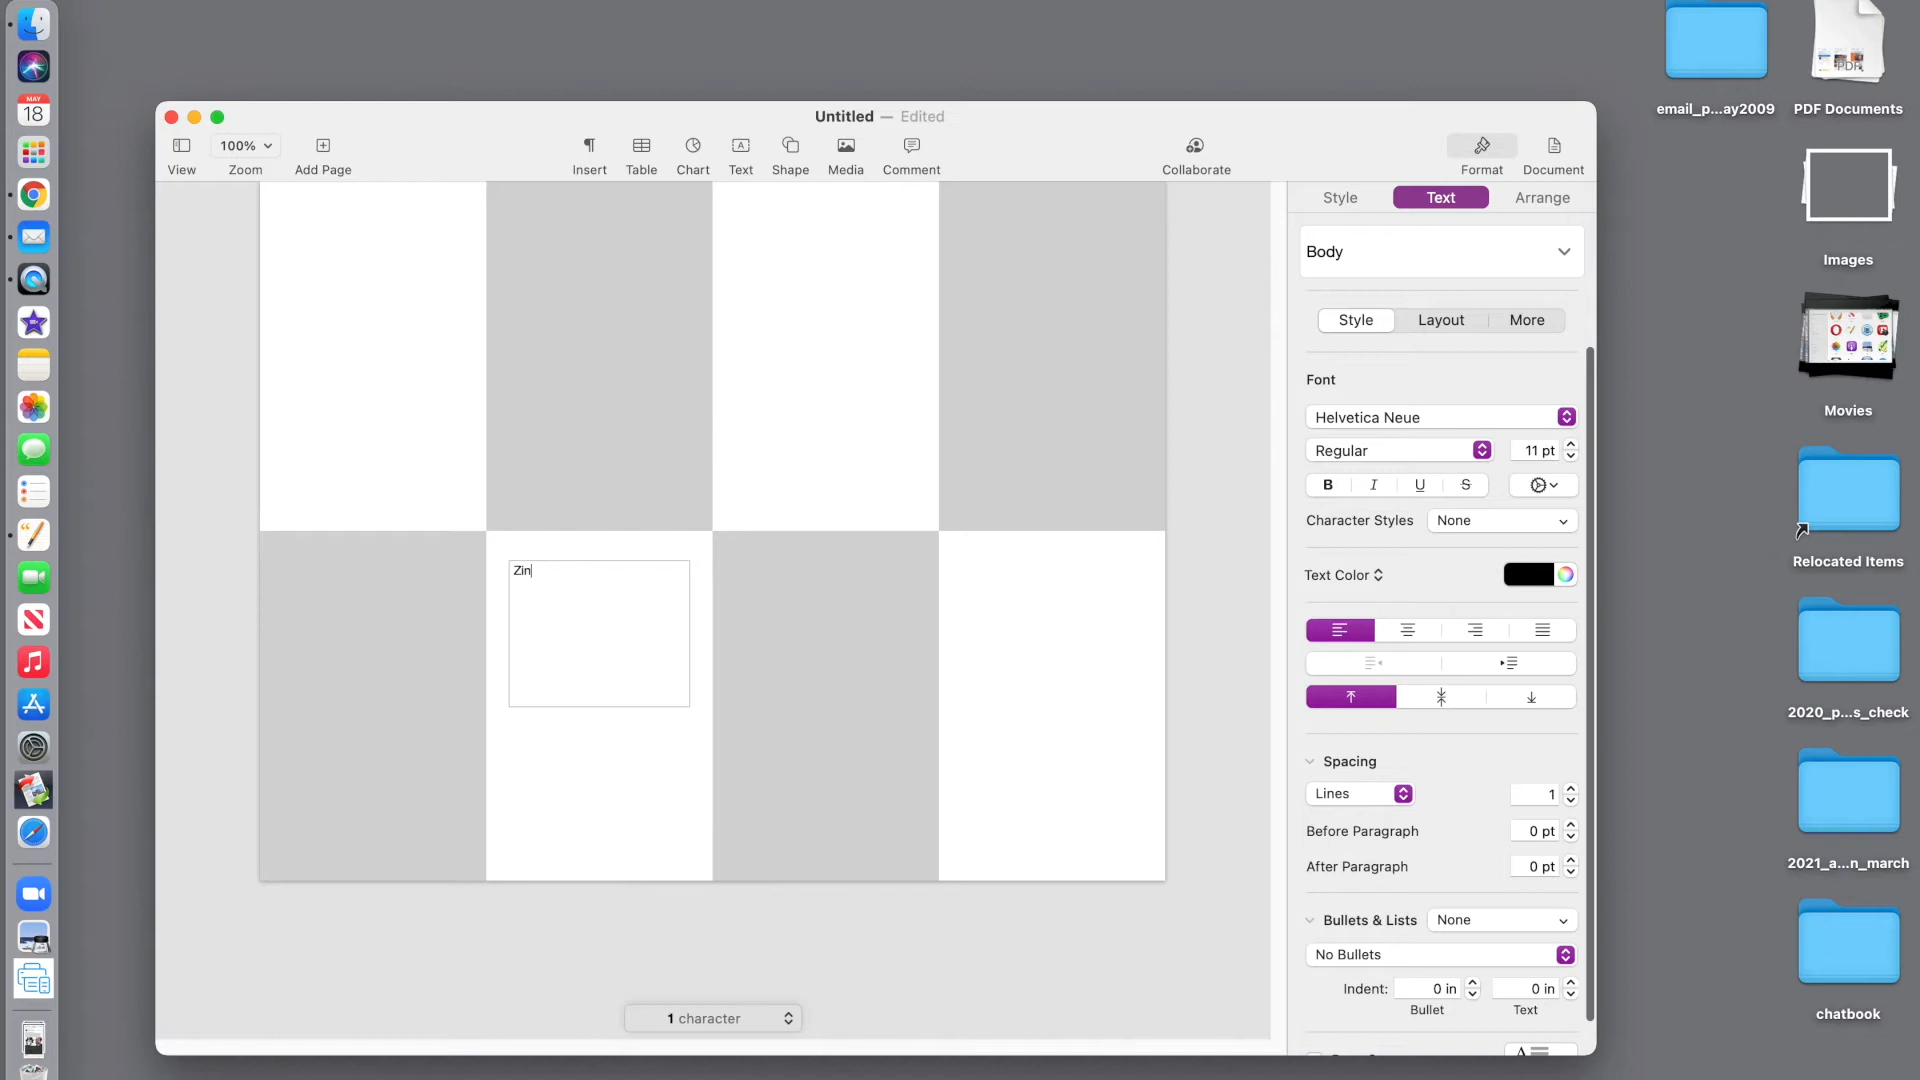 Untitled — Edited
View
100%
Zoom
Add Page
Insert
Table
Chart
Text
Shape
Media
Comment
Collaborate
Format
Document
Style
Text
Arrange
Body
Style
Layout
More
Font
Helvetica Neue
Regular
11 pt
B
I
U
S
Character Styles
None
Text Color
Spacing
Lines
1
Before Paragraph
0 pt
After Paragraph
0 pt
Bullets & Lists
None
No Bullets
Indent:
0 in
0 in
Bullet
Text
A
Zin
1 character
MAY
18
email_p...ay2009
PDF
PDF Documents
Images
Movies
Relocated Items
2020_p...s_check
2021_a...n_march
chatbook